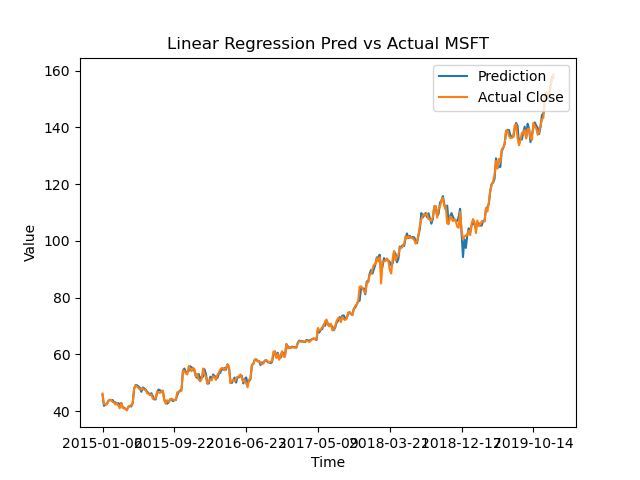 Linear Regression Pred vs Actual MSFT
Prediction
Actual Close
160
140
120
100
80
60
40
Value
2015-01-06 2015-09-22 2016-06-23 2017-05-09 2018-03-21 2018-12-17 2019-10-14
Time